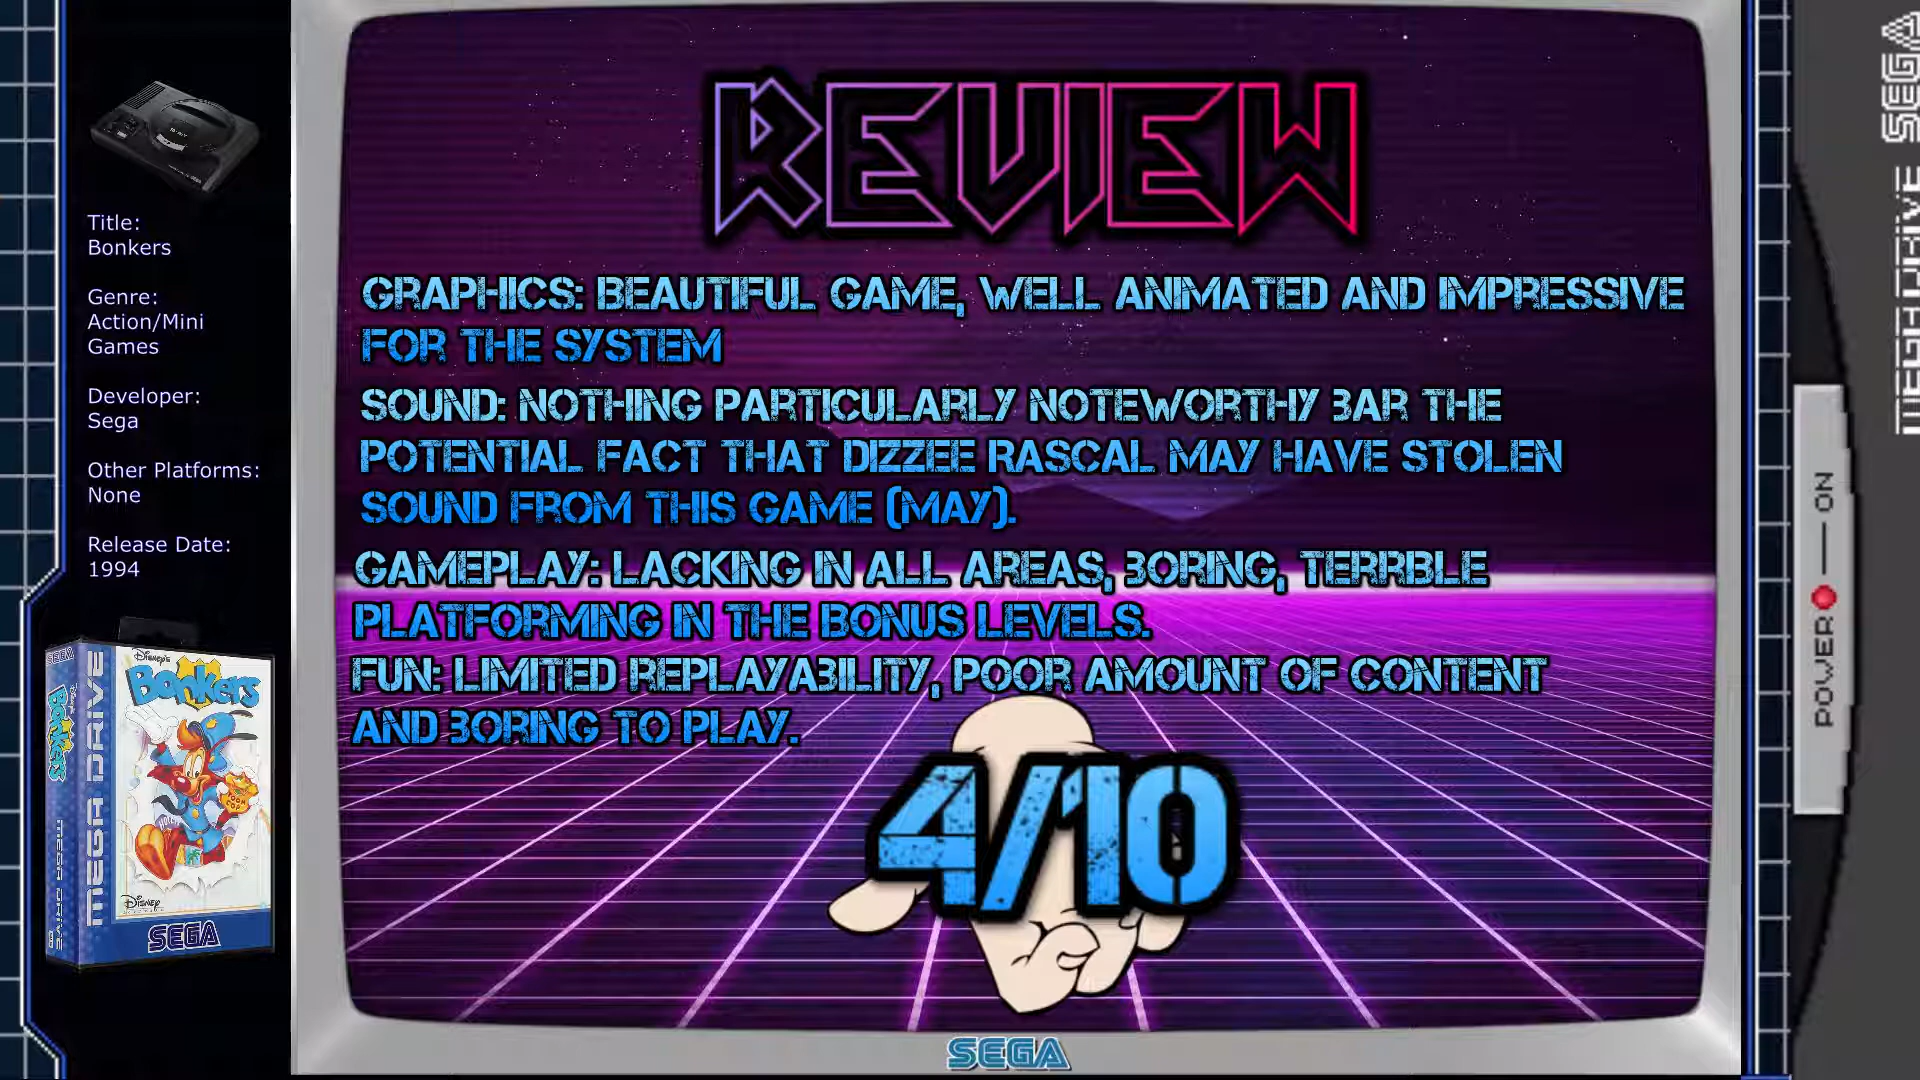 REVIEW
GRAPHICS: BEAUTIFUL GAME, WELL ANIMATED AND IMPRESSIVE
FOR THE SYSTEM
SOUND: NOTHING PARTICULARLY NOTEWORTHY BAR THE
POTENTIAL FACT THAT DIZZEE RASCAL MAY HAVE STOLEN
SOUND FROM THIS GAME (MAY).
GAMEPLAY: LACKING IN ALL AREAS, BORING, TERRIBLE
PLATFORMING IN THE BONUS LEVELS.
FUN: LIMITED REPLAYABILITY, POOR AMOUNT OF CONTENT
AND BORING TO PLAY.
4/10
SEGA
Title:
Bonkers
Genre:
Action/Mini
Games
Developer:
Sega
Other Platforms:
None
Release Date:
1994
SEGA
Disney's
Bonkers
Bonkers
MEGA DRIVE
MEGA DRIVE
Disney
SEGA
POWER ON
MEGA DRIVE SEGA